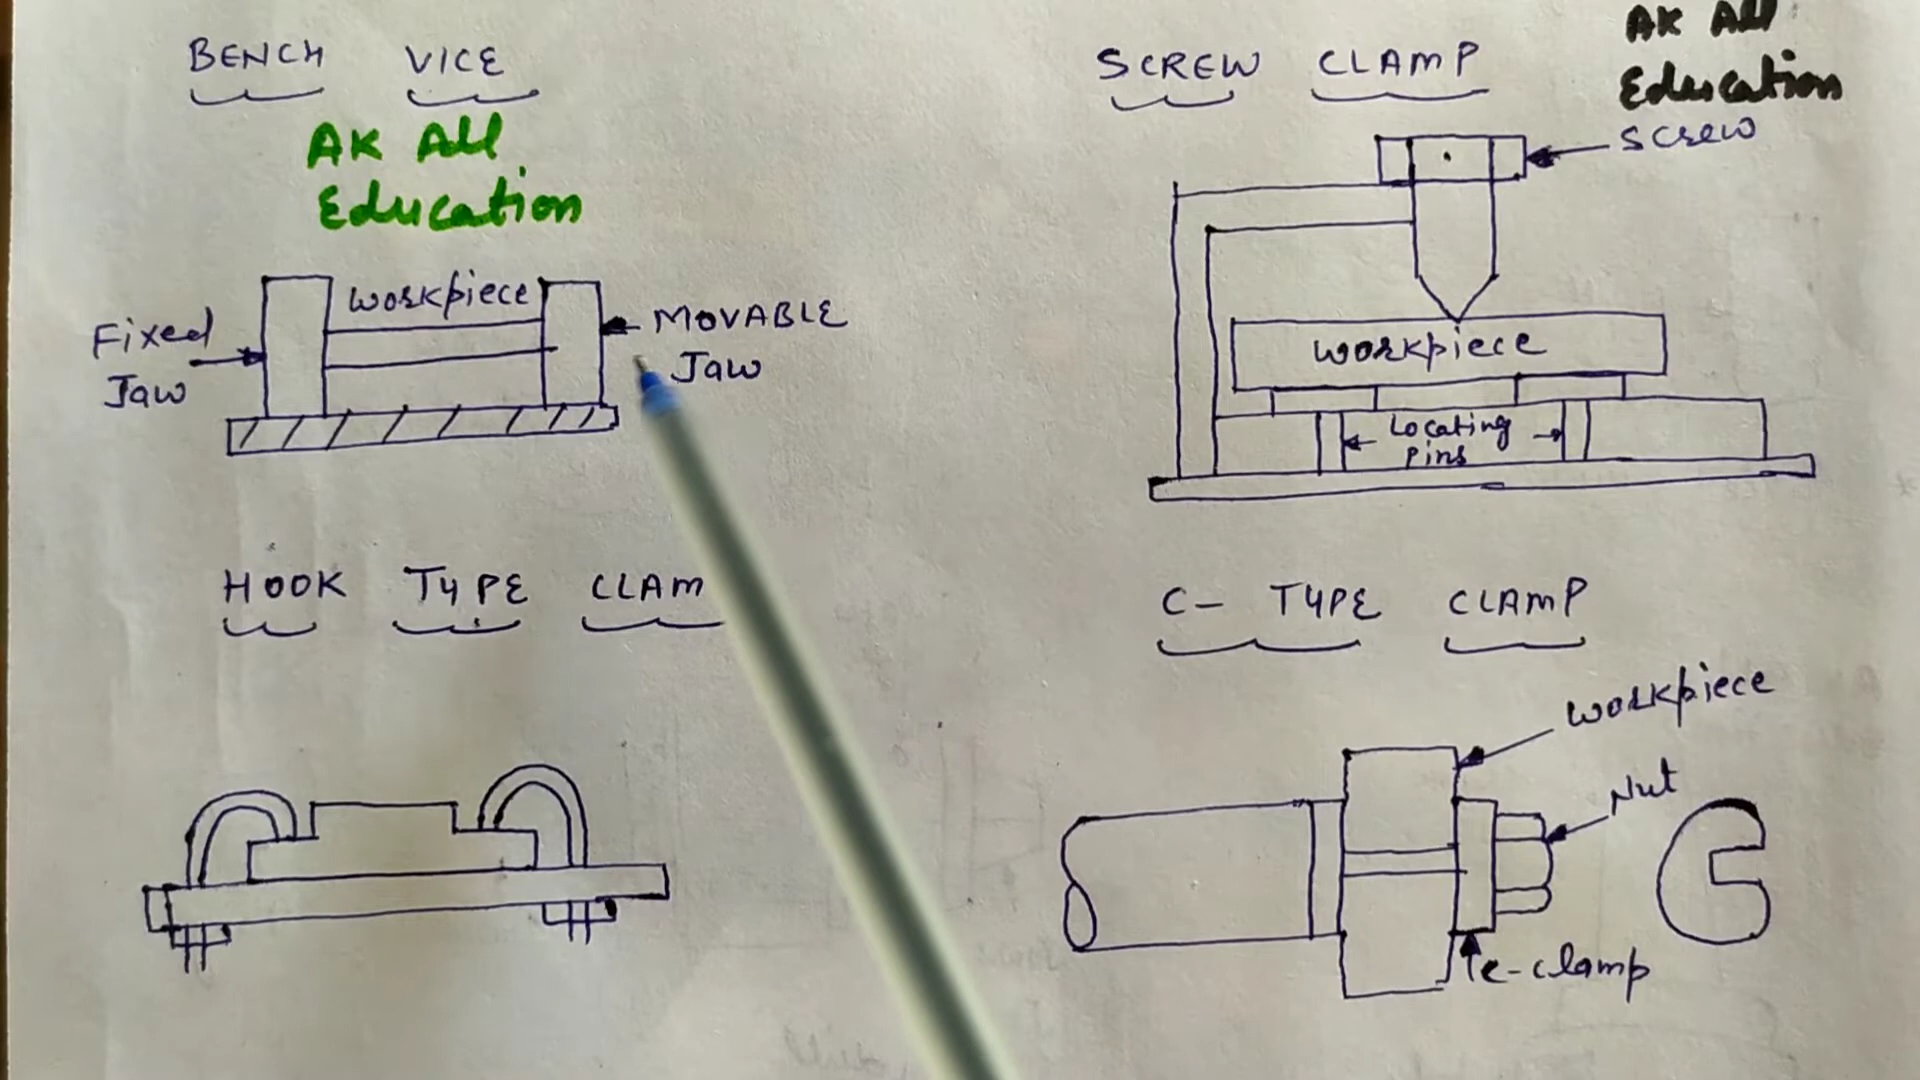 BENCH VICE
AK All
Education
Fixed
Jaw
workpiece
MOVABLE
Jaw
SCREW CLAMP
AK All
Education
Screw
workpiece
Locating
Pins
HOOK TYPE CLAM
C- TYPE CLAMP
workpiece
Nut
c-clamp